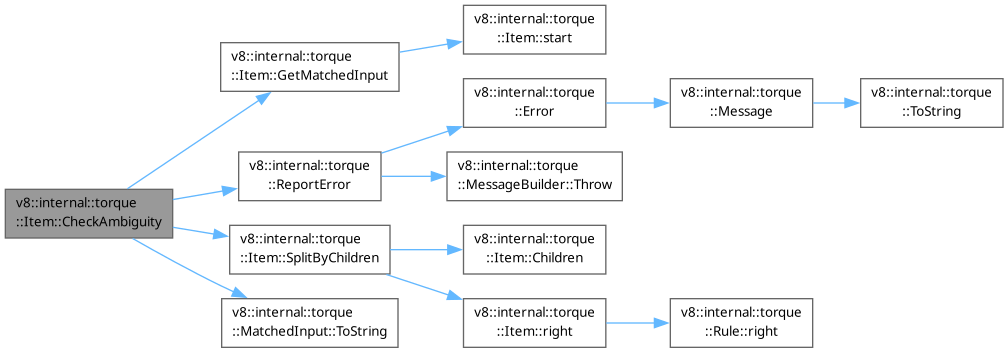 v8::internal::torque
::Item::start
v8::internal::torque
::Item::GetMatchedInput
v8::internal::torque
::Error
v8::internal::torque
::Message
v8::internal::torque
::ToString
v8::internal::torque
::ReportError
v8::internal::torque
::MessageBuilder::Throw
v8::internal::torque
::Item::CheckAmbiguity
v8::internal::torque
::Item::SplitByChildren
v8::internal::torque
::Item::Children
v8::internal::torque
::MatchedInput::ToString
v8::internal::torque
::Item::right
v8::internal::torque
::Rule::right